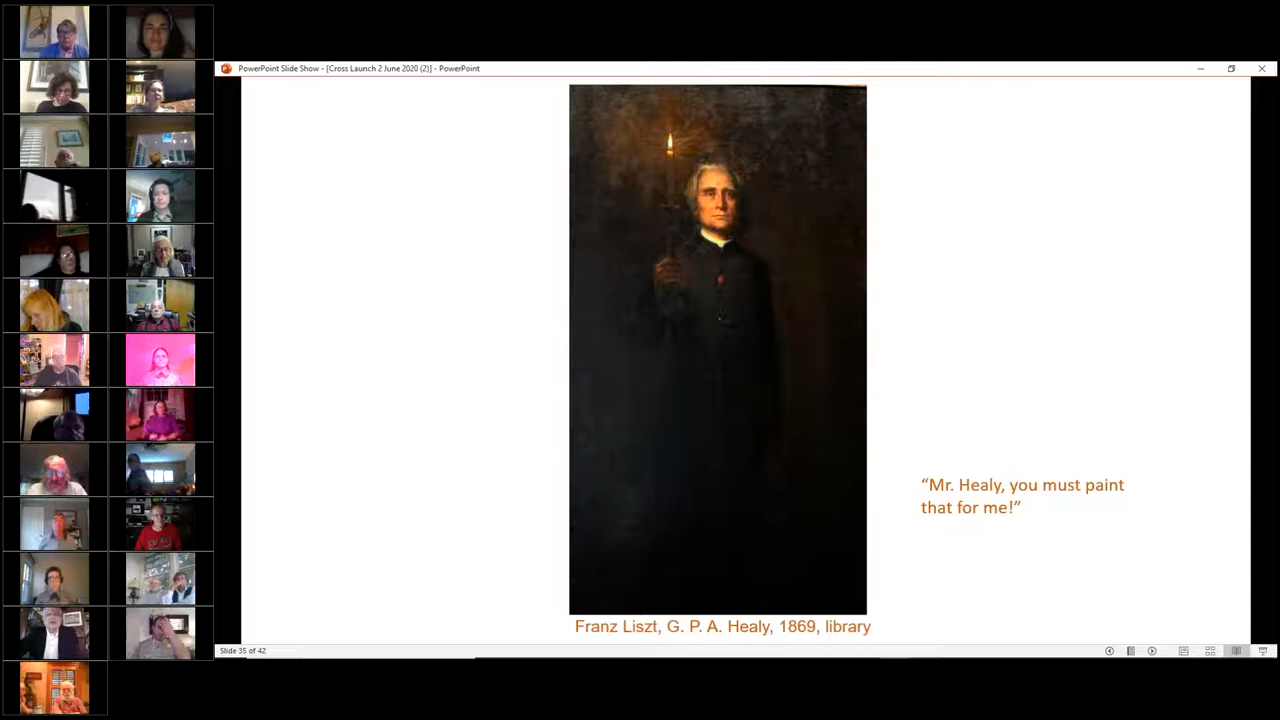 PowerPoint Slide Show - [Cross Launch 2 June 2020 (2)] - PowerPoint
“Mr. Healy, you must paint
that for me!”
Franz Liszt, G. P. A. Healy, 1869, library
Slide 35 of 42